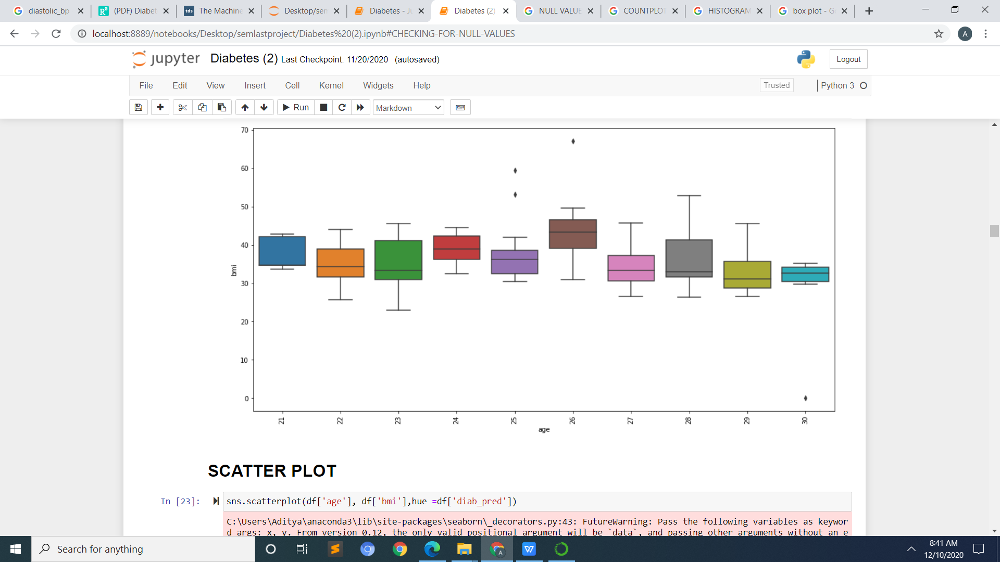 diastolic_bp
(PDF) Diabet
The Machine
Desktop/sem
Diabetes - Ju
Diabetes (2)
NULL VALUE
COUNTPLOT
HISTOGRAM
box plot - Go
localhost:8889/notebooks/Desktop/semlastproject/Diabetes%20(2).ipynb#CHECKING-FOR-NULL-VALUES
A
jupyter Diabetes (2) Last Checkpoint: 11/20/2020 (autosaved)
Logout
File Edit View Insert Cell Kernel Widgets Help
Trusted
Python 3
Run
Markdown
70
60
50
40
30
20
10
0
bmi
21 22 23 24 25 26 27 28 29 30
age
SCATTER PLOT
In [23]: sns.scatterplot(df['age'], df['bmi'],hue =df['diab_pred'])
C:\Users\Aditya\anaconda3\lib\site-packages\seaborn\_decorators.py:43: FutureWarning: Pass the following variables as keywor
d args: x, y. From version 0.12, the only valid positional argument will be `data`, and passing other arguments without an e
Search for anything
8:41 AM
12/10/2020